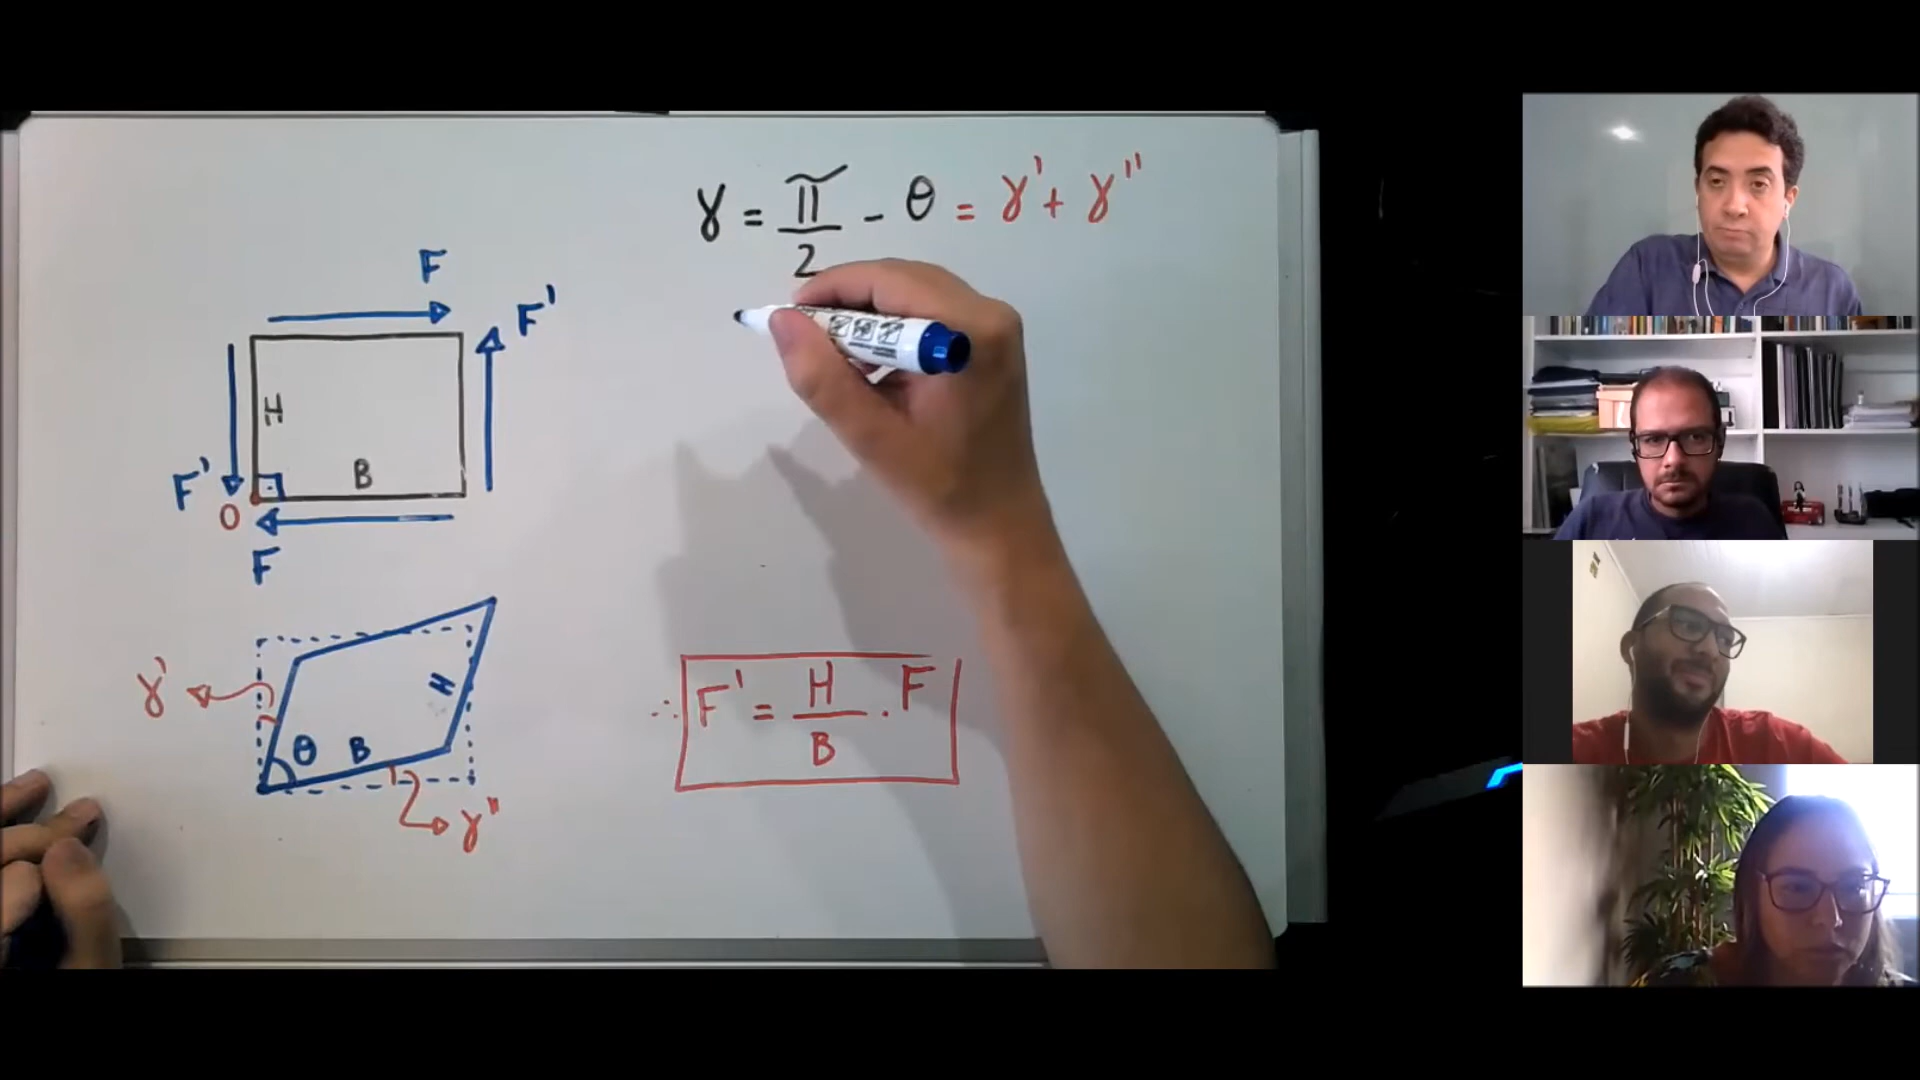 γ = π/2 - θ = γ' + γ''
F
F'
H
B
F'
O
F
γ'
H
θ B
γ''
∴ F' = H/B . F